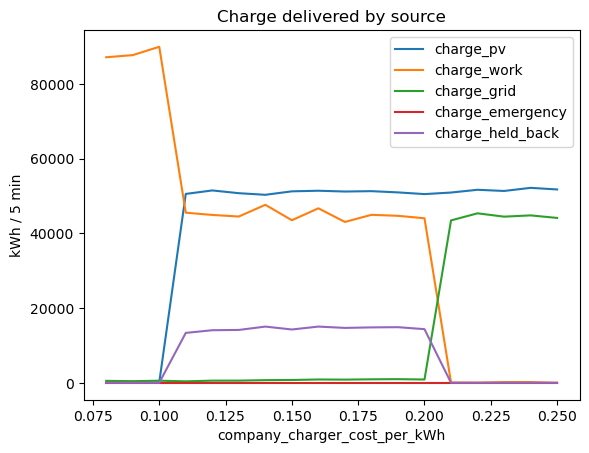 Charge delivered by source
charge_pv
charge_work
charge_grid
charge_emergency
charge_held_back
kWh / 5 min
80000
60000
40000
20000
0
0.075 0.100 0.125 0.150 0.175 0.200 0.225 0.250
company_charger_cost_per_kWh